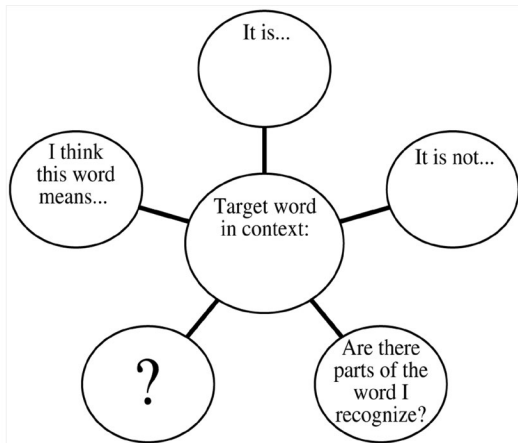 It is...
I think
this word
means...
It is not...
Target word
in context:
?
Are there
parts of the
word I
recognize?